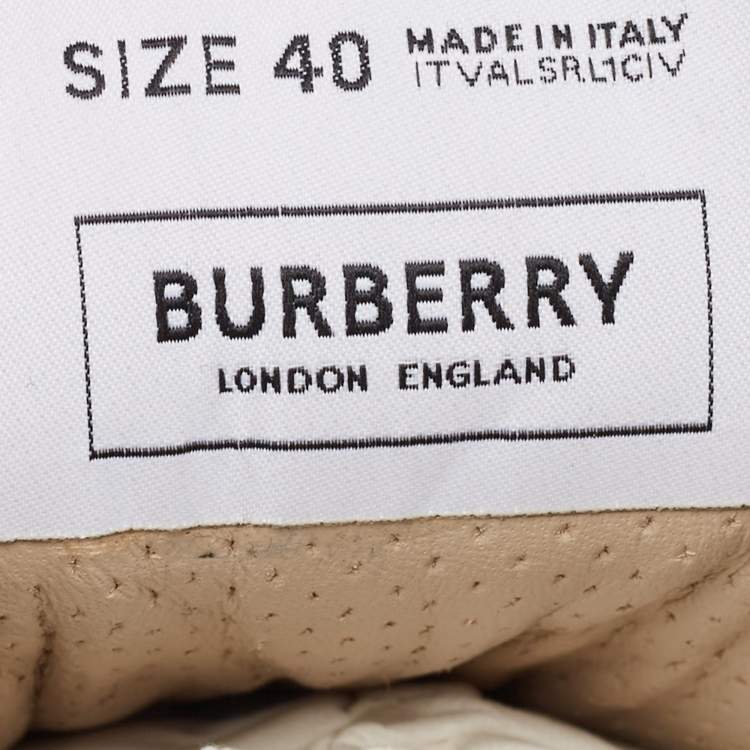 SIZE 40
MADE IN ITALY
ITVALSRL1CIV
BURBERRY
LONDON ENGLAND